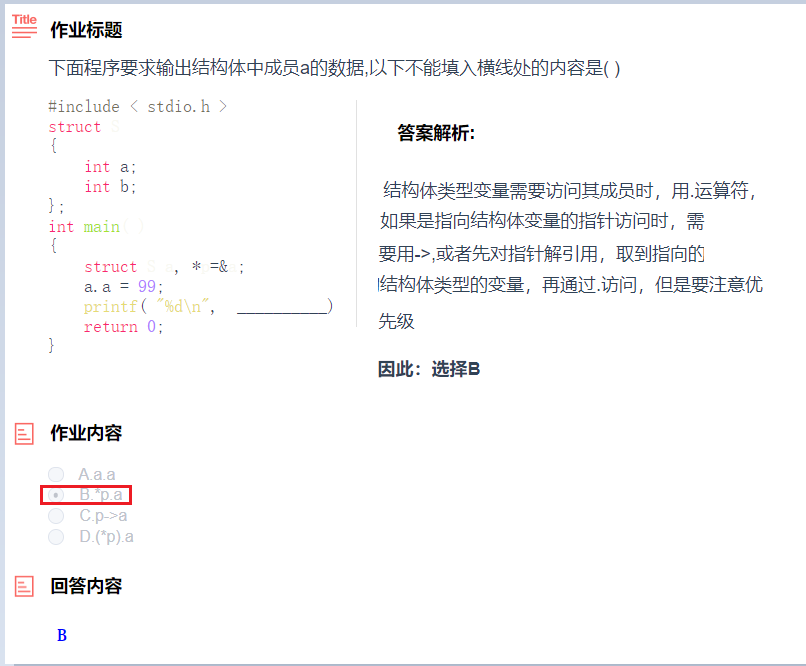 Title
作业标题
下面程序要求输出结构体中成员a的数据,以下不能填入横线处的内容是( )
#include < stdio.h >
struct S
{
int a;
int b;
};
int main( )
{
struct , * =& ;
a.a = 99;
printf( "%d\n", __________)
return 0;
}
答案解析:
结构体类型变量需要访问其成员时，用.运算符，
如果是指向结构体变量的指针访问时，需
要用->,或者先对指针解引用，取到指向的
结构体类型的变量，再通过.访问，但是要注意优
先级
因此：选择B
作业内容
A.a.a
B.*p.a
C.p->a
D.(*p).a
回答内容
B